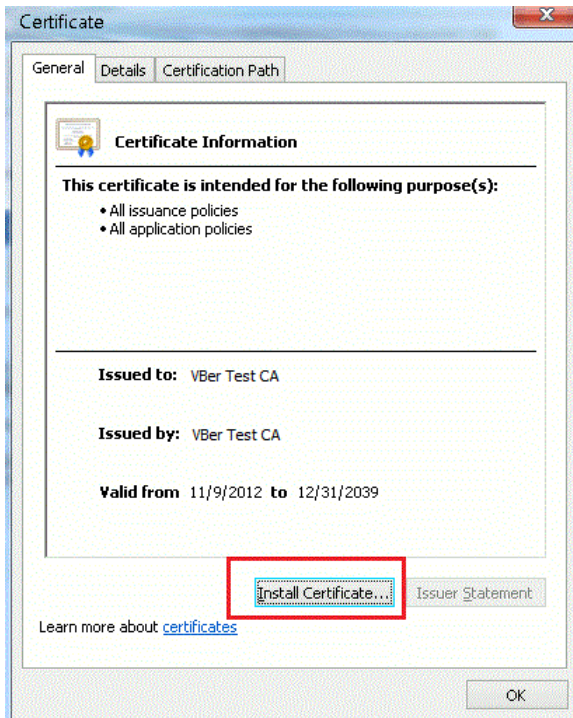 Certificate
General Details Certification Path
Certificate Information
This certificate is intended for the following purpose(s):
• All issuance policies
• All application policies
Issued to: VBer Test CA
Issued by: VBer Test CA
Valid from 11/9/2012 to 12/31/2039
Install Certificate... Issuer Statement
Learn more about certificates
OK